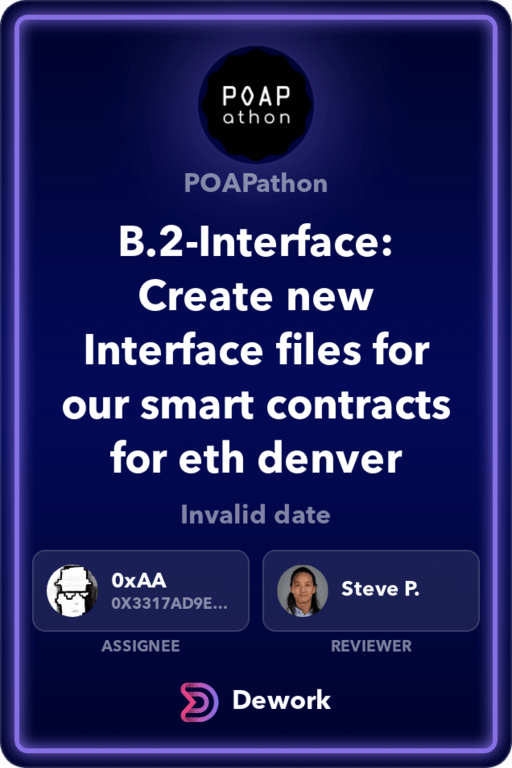 POAP
athon
POAPathon
B.2-Interface:
Create new
Interface files for
our smart contracts
for eth denver
Invalid date
0xAA
0X3317AD9E...
Steve P.
ASSIGNEE
REVIEWER
Dework